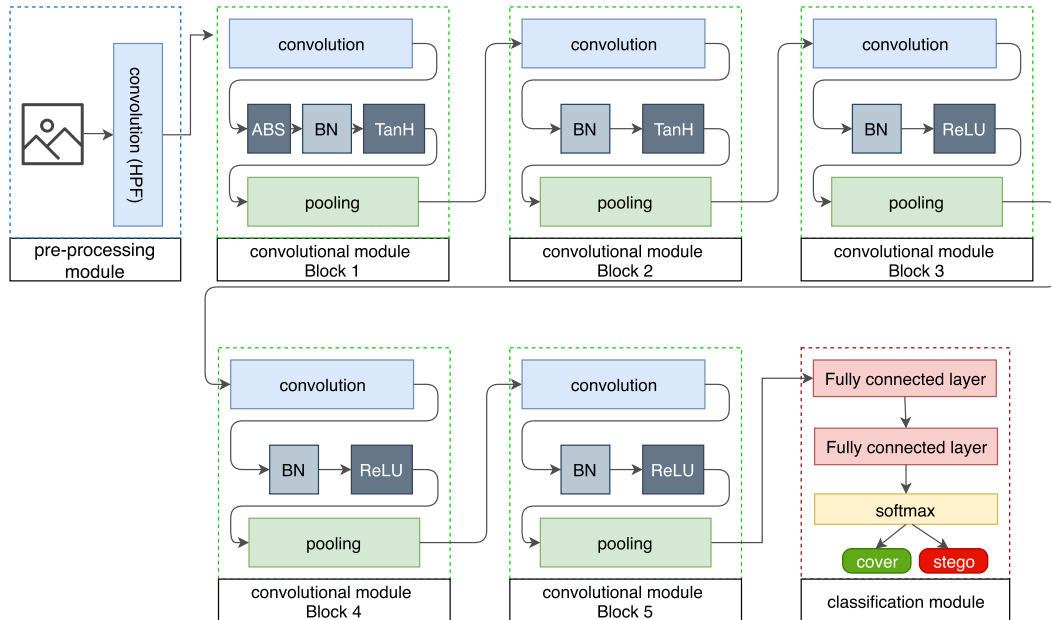 convolution (HPF)
pre-processing
module
convolution
ABS
BN
TanH
pooling
convolutional module
Block 1
convolution
BN
TanH
pooling
convolutional module
Block 2
convolution
BN
ReLU
pooling
convolutional module
Block 3
convolution
BN
ReLU
pooling
convolutional module
Block 4
convolution
BN
ReLU
pooling
convolutional module
Block 5
Fully connected layer
Fully connected layer
softmax
cover
stego
classification module